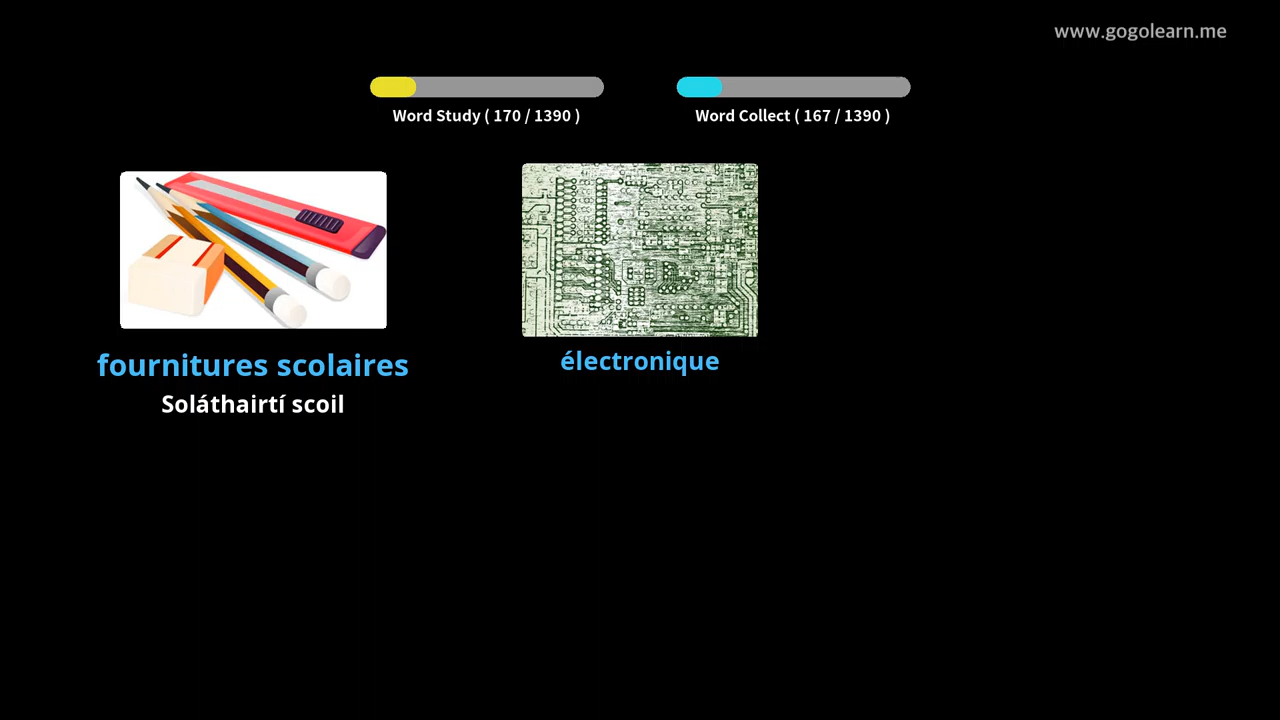 www.gogolearn.me
Word Study ( 170 / 1390 )
Word Collect ( 167 / 1390 )
fournitures scolaires
Soláthairtí scoil
électronique